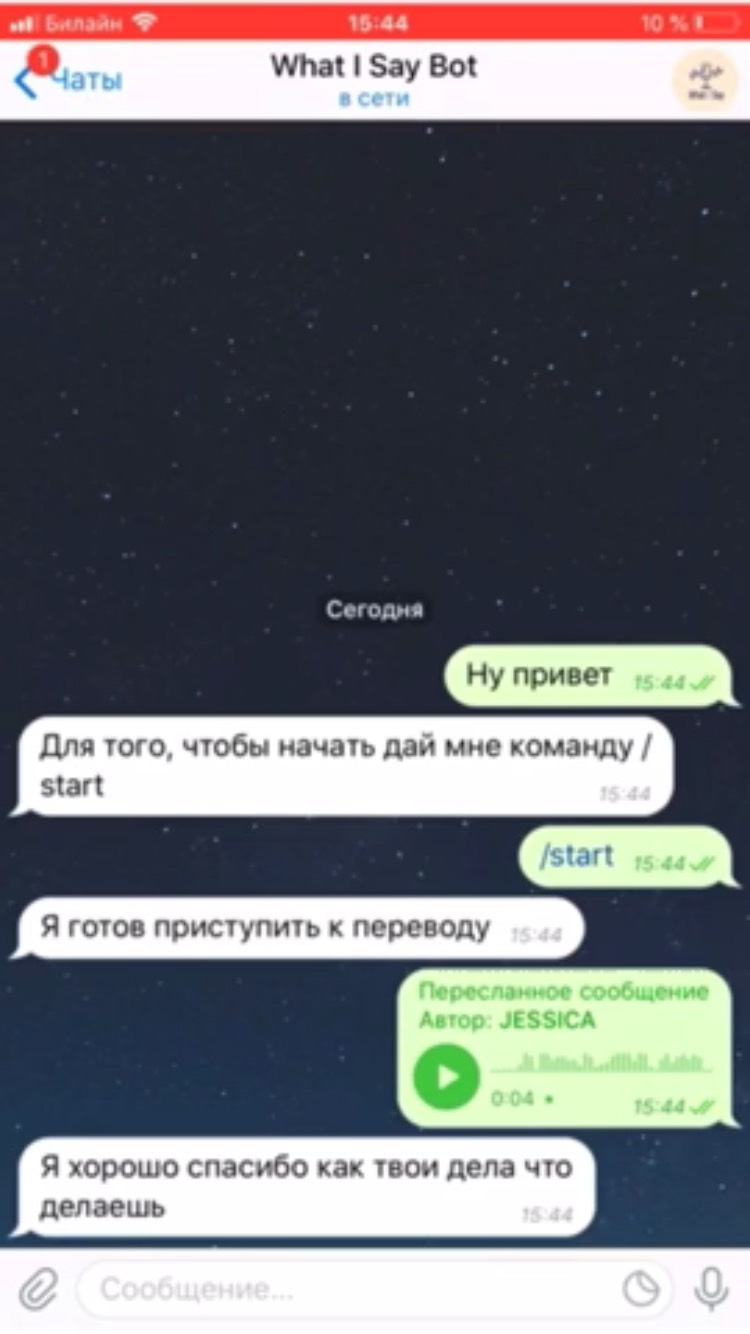 Билайн 15:44 10 %
1
Чаты What I Say Bot
в сети
Сегодня
Ну привет 15:44
Для того, чтобы начать дай мне команду /
start 15:44
/start 15:44
Я готов приступить к переводу 15:44
Пересланное сообщение
Автор: JESSICA
0:04 15:44
Я хорошо спасибо как твои дела что
делаешь 15:44
Сообщение...